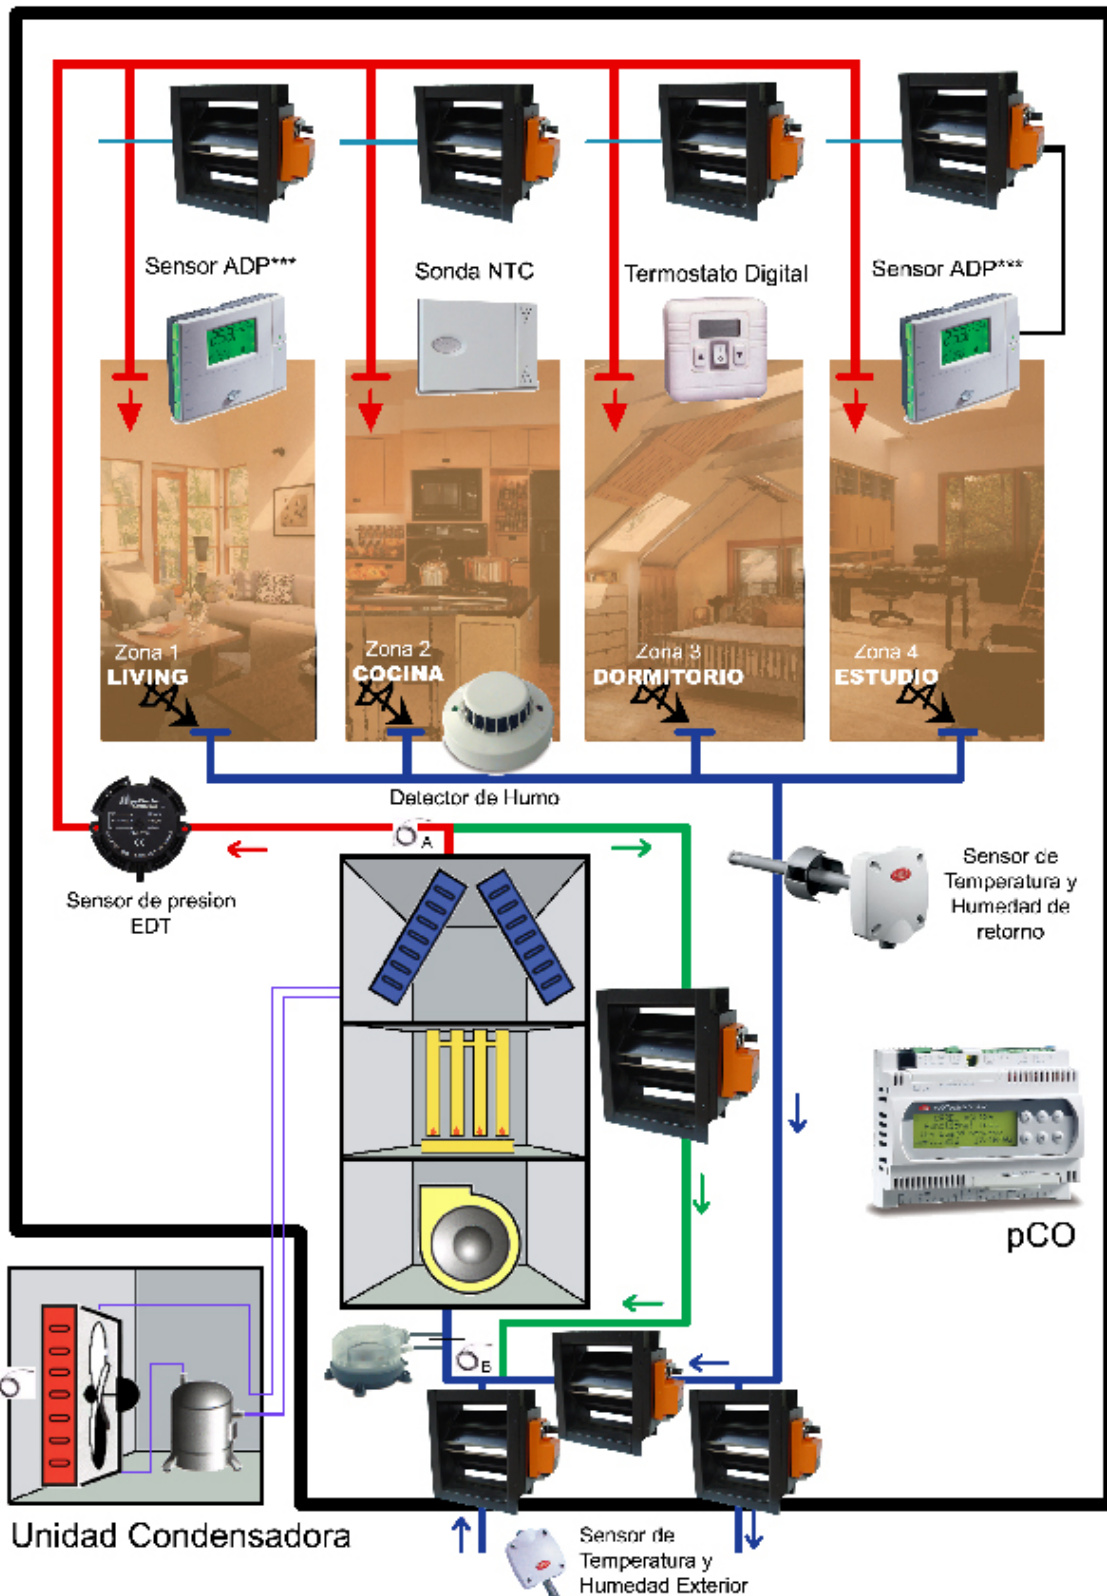 Sensor ADP***
Sonda NTC
Termostato Digital
Sensor ADP***
Zona 1
LIVING
Zona 2
COCINA
Zona 3
DORMITORIO
Zona 4
ESTUDIO
Detector de Humo
A
Sensor de presion
EDT
Sensor de
Temperatura y
Humedad de
retorno
pCO
B
Unidad Condensadora
Sensor de
Temperatura y
Humedad Exterior